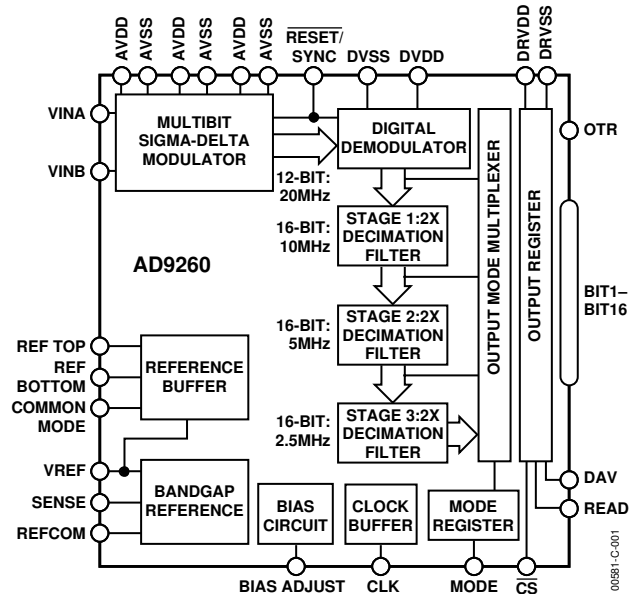 AVDD
AVSS
AVDD
AVSS
AVDD
AVSS
RESET/
SYNC
DVSS
DVDD
DRVDD
DRVSS
VINA
VINB
MULTIBIT
SIGMA-DELTA
MODULATOR
DIGITAL
DEMODULATOR
OTR
12-BIT:
20MHz
16-BIT:
10MHz
STAGE 1:2X
DECIMATION
FILTER
AD9260
16-BIT:
5MHz
STAGE 2:2X
DECIMATION
FILTER
16-BIT:
2.5MHz
STAGE 3:2X
DECIMATION
FILTER
OUTPUT MODE MULTIPLEXER
OUTPUT REGISTER
BIT1–
BIT16
REF TOP
REF
BOTTOM
COMMON
MODE
REFERENCE
BUFFER
VREF
SENSE
REFCOM
BANDGAP
REFERENCE
BIAS
CIRCUIT
CLOCK
BUFFER
MODE
REGISTER
DAV
READ
BIAS ADJUST
CLK
MODE
CS
00581-C-001